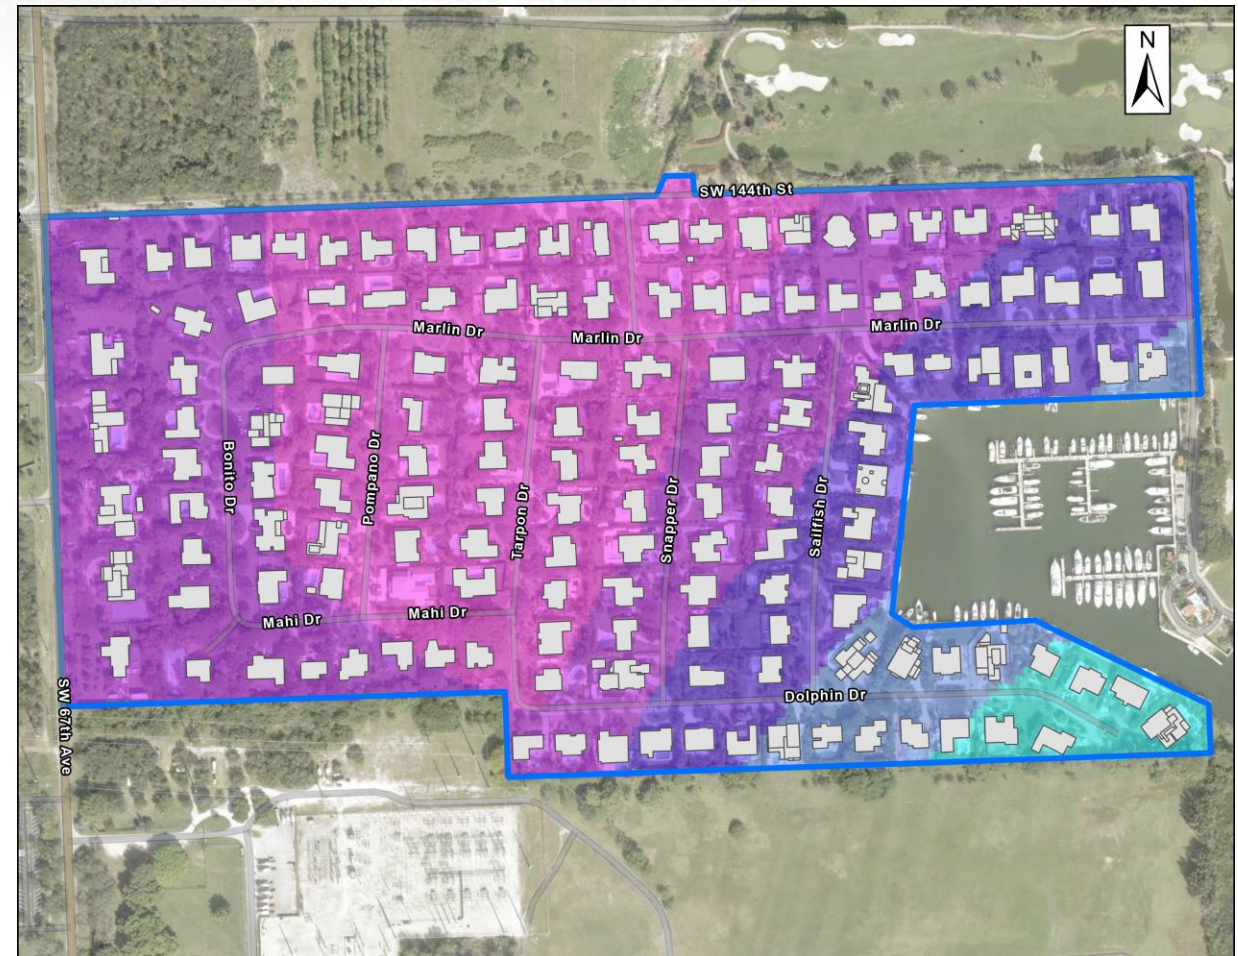 N
SW 144th St
Marlin Dr
Marlin Dr
Marlin Dr
Bonito Dr
Pompano Dr
Tarpon Dr
Snapper Dr
Sailfish Dr
Mahi Dr
Mahi Dr
Dolphin Dr
SW 67th Ave